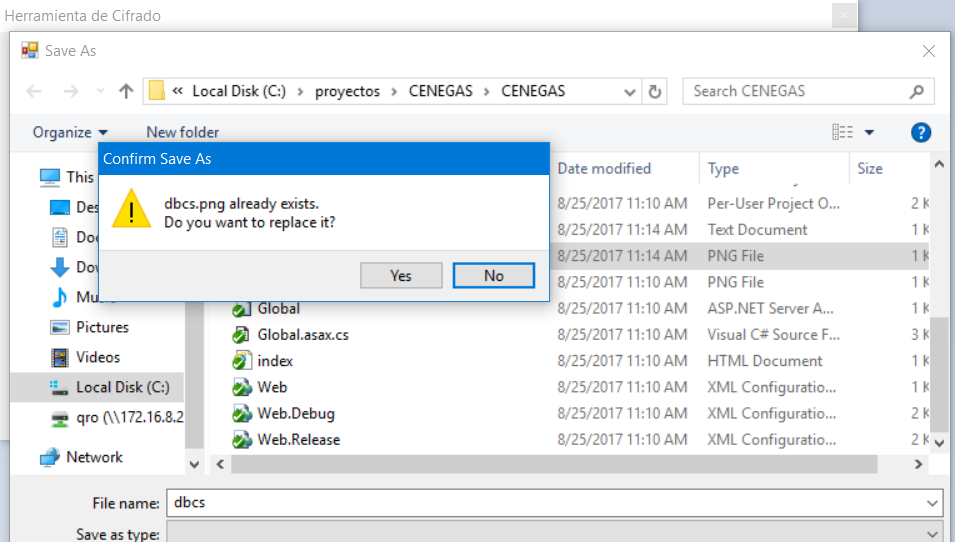 Herramienta de Cifrado
Save As
« Local Disk (C:) › proyectos › CENEGAS › CENEGAS
Search CENEGAS
Organize
New folder
Confirm Save As
dbcs.png already exists.
Do you want to replace it?
Yes
No
This
Des
Doc
Dow
Music
Pictures
Videos
Local Disk (C:)
qro (\\172.16.8.2
Network
Date modified Type Size
8/25/2017 11:10 AM Per-User Project O... 2 K
8/25/2017 11:14 AM Text Document 1 K
8/25/2017 11:14 AM PNG File 1 K
8/25/2017 11:10 AM PNG File 1 K
Global 8/25/2017 11:10 AM ASP.NET Server A... 1 K
Global.asax.cs 8/25/2017 11:10 AM Visual C# Source F... 3 K
index 8/25/2017 11:10 AM HTML Document 1 K
Web 8/25/2017 11:10 AM XML Configuratio... 1 K
Web.Debug 8/25/2017 11:10 AM XML Configuratio... 2 K
Web.Release 8/25/2017 11:10 AM XML Configuratio... 2 K
File name: dbcs
Save as type: